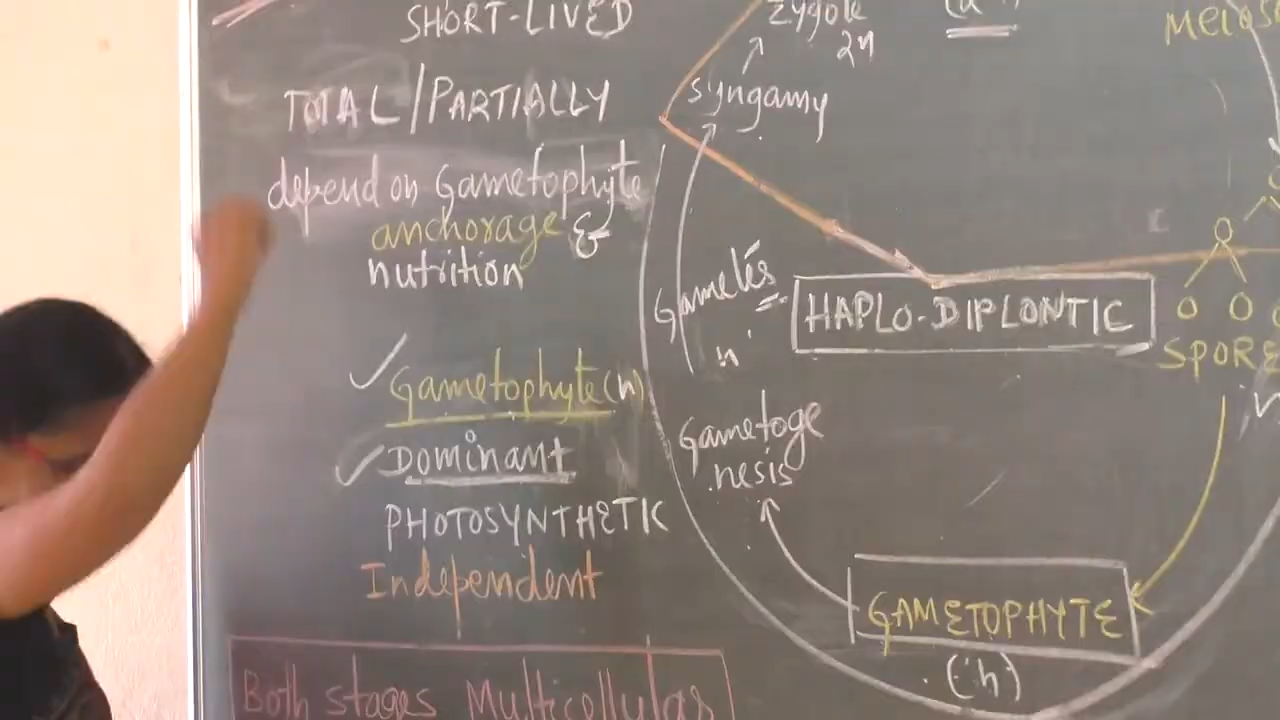 SHORT-LIVED
TOTAL/PARTIALLY
depend on Gametophyte
anchorage &
nutrition
Gametophyte(n)
Dominant
PHOTOSYNTHETIC
Independent
Both stages Multicellular
Zygote
2n
Syngamy
Gametes
n
Gametoge
nesis
HAPLO-DIPLONTIC
SPORE
n
GAMETOPHYTE
(n)